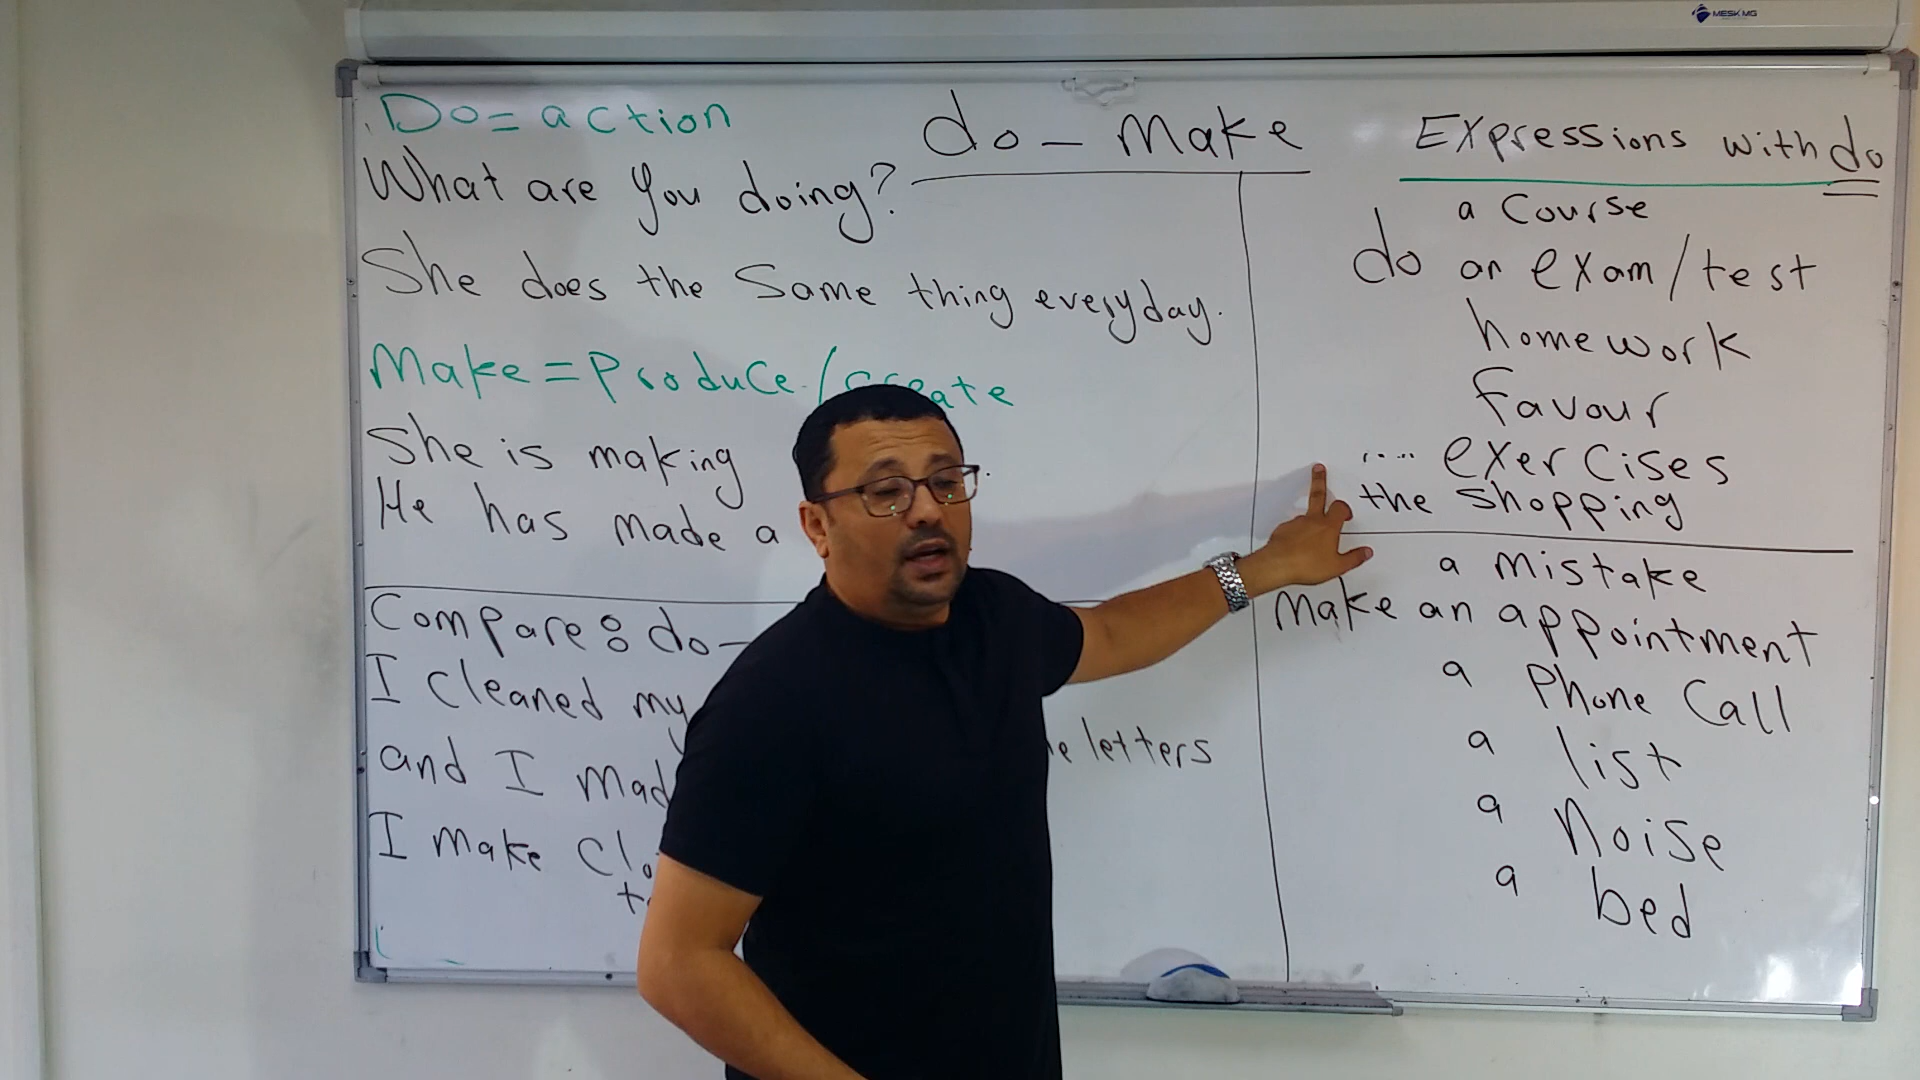 MESK MG
do - Make
Do = action
What are you doing?
She does the Same thing everyday.
Make = Produce / create
She is making
He has made a
Compare: do -
I cleaned my
and I made letters
I make
Expressions with do
a Course
do an exam / test
homework
favour
.... exercises
the shopping
a mistake
Make an appointment
a Phone Call
a list
a Noise
a bed